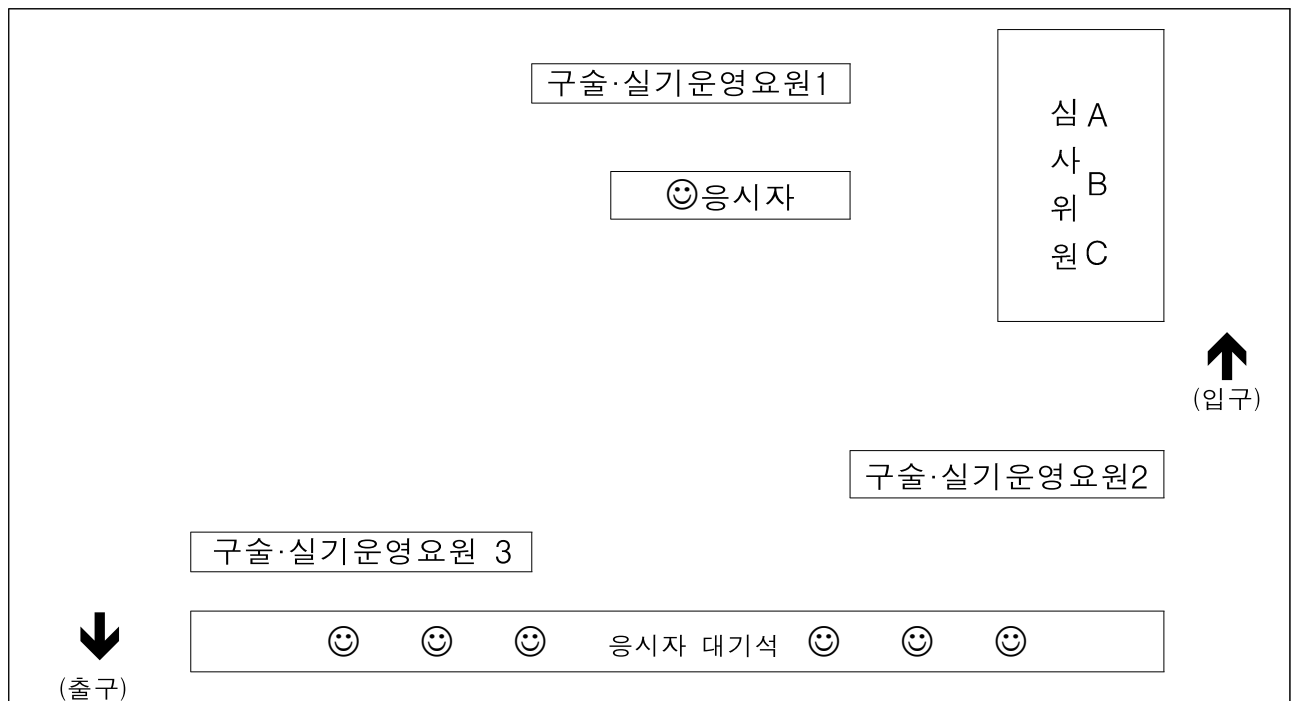 구술·실기운영요원1
심사위원
A
B
C
☺응시자
(입구)
구술·실기운영요원2
구술·실기운영요원 3
☺ ☺ ☺ 응시자 대기석 ☺ ☺ ☺
(출구)